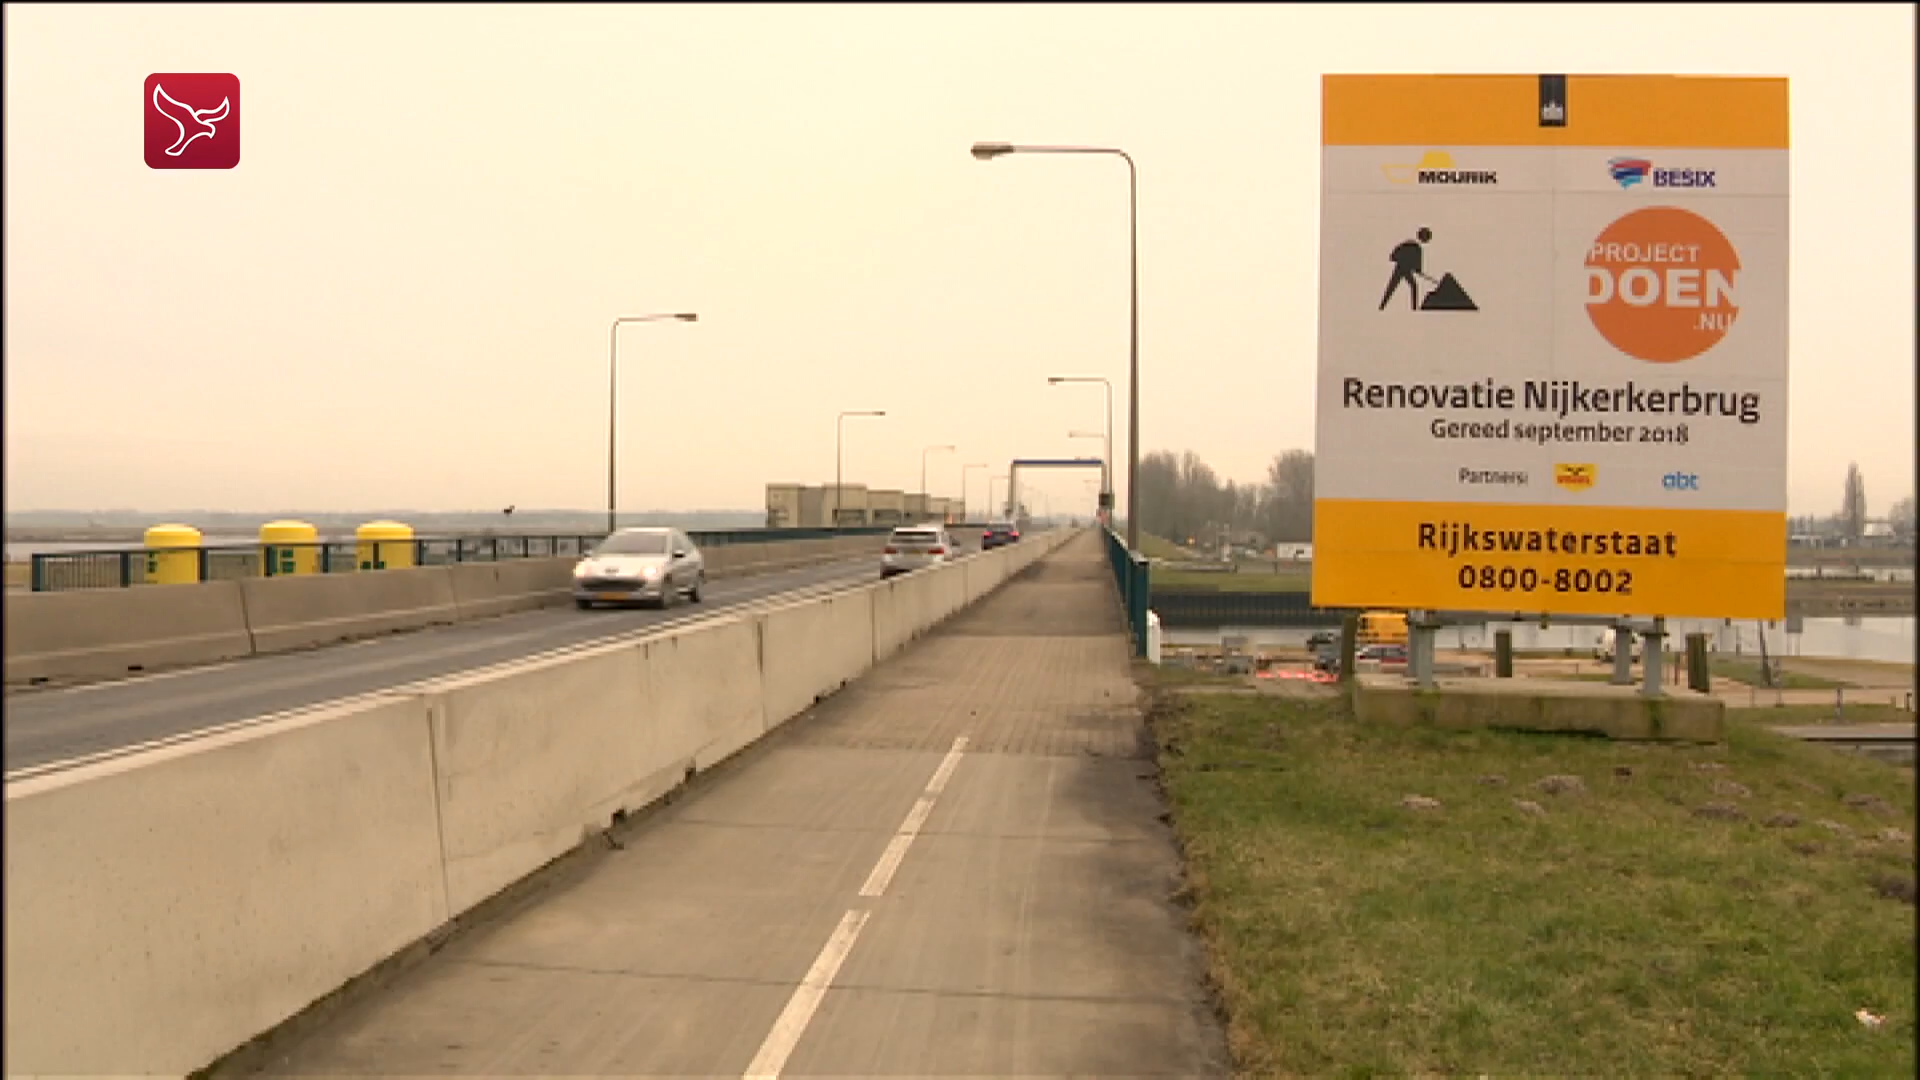 MOURIK
BESIX
PROJECT
DOEN
.NU
Renovatie Nijkerkerbrug
Gereed september 2018
Partners:
abt
Rijkswaterstaat
0800-8002